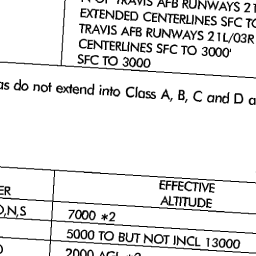 OF TRAVIS AFB RUNWAYS 21
EXTENDED CENTERLINES SFC TO
TRAVIS AFB RUNWAYS 21L/03R
CENTERLINES SFC TO 3000'
SFC TO 3000
as do not extend into Class A, B, C and D a
EFFECTIVE
ER ALTITUDE
O,N,S 7000 *2
5000 TO BUT NOT INCL 13000
2000 AGL